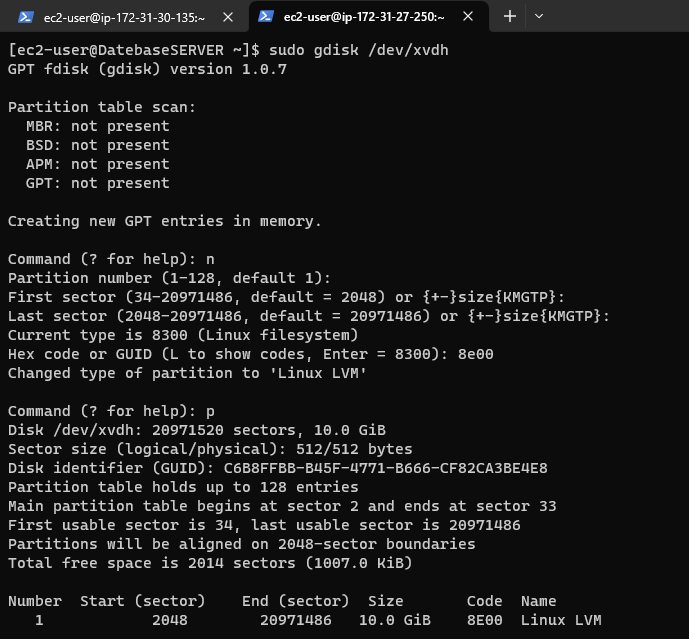 ec2-user@ip-172-31-30-135:~
ec2-user@ip-172-31-27-250:~
[ec2-user@DatebaseSERVER ~]$ sudo gdisk /dev/xvdh
GPT fdisk (gdisk) version 1.0.7
Partition table scan:
MBR: not present
BSD: not present
APM: not present
GPT: not present
Creating new GPT entries in memory.
Command (? for help): n
Partition number (1-128, default 1):
First sector (34-20971486, default = 2048) or {+-}size{KMGTP}:
Last sector (2048-20971486, default = 20971486) or {+-}size{KMGTP}:
Current type is 8300 (Linux filesystem)
Hex code or GUID (L to show codes, Enter = 8300): 8e00
Changed type of partition to 'Linux LVM'
Command (? for help): p
Disk /dev/xvdh: 20971520 sectors, 10.0 GiB
Sector size (logical/physical): 512/512 bytes
Disk identifier (GUID): C6B8FFBB-B45F-4771-B666-CF82CA3BE4E8
Partition table holds up to 128 entries
Main partition table begins at sector 2 and ends at sector 33
First usable sector is 34, last usable sector is 20971486
Partitions will be aligned on 2048-sector boundaries
Total free space is 2014 sectors (1007.0 KiB)
Number  Start (sector)    End (sector)  Size       Code  Name
1            2048        20971486   10.0 GiB    8E00  Linux LVM